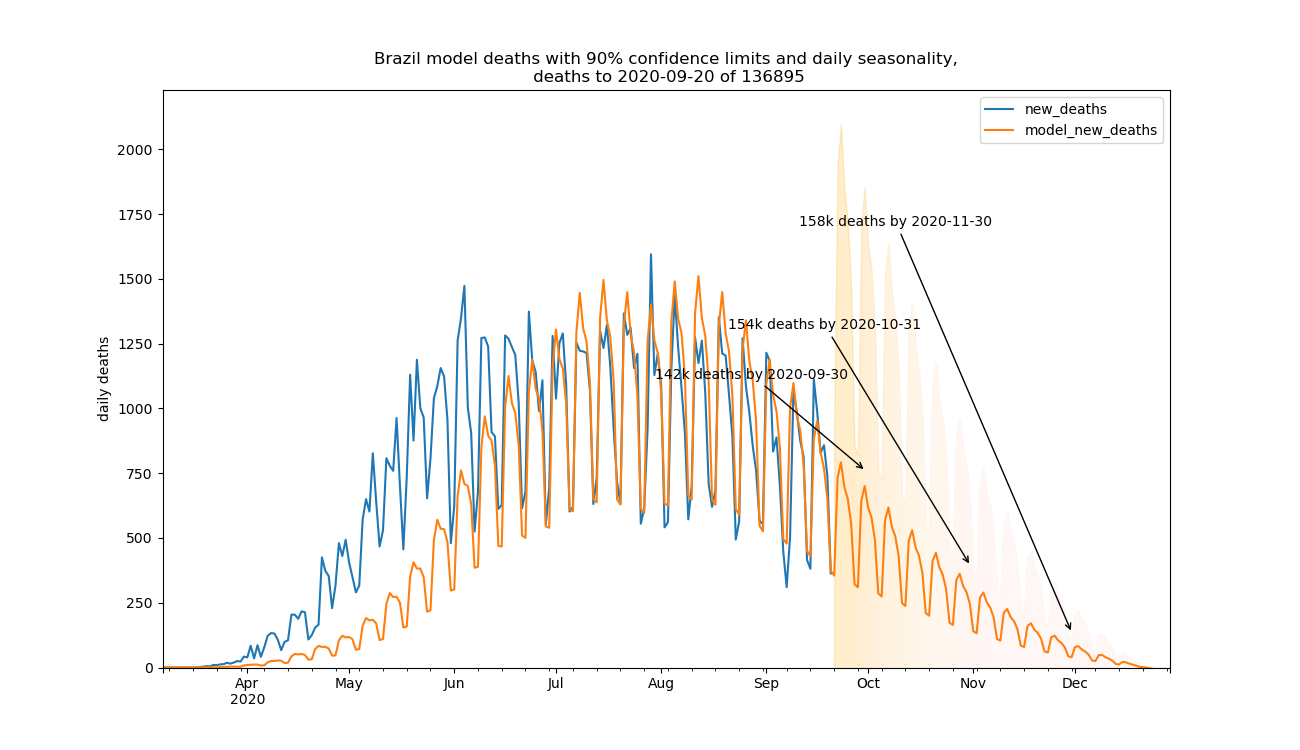 Brazil model deaths with 90% confidence limits and daily seasonality,
deaths to 2020-09-20 of 136895
new_deaths
model_new_deaths
2000
1750
1500
1250
1000
750
500
250
0
daily deaths
158k deaths by 2020-11-30
154k deaths by 2020-10-31
142k deaths by 2020-09-30
Apr
2020
May
Jun
Jul
Aug
Sep
Oct
Nov
Dec